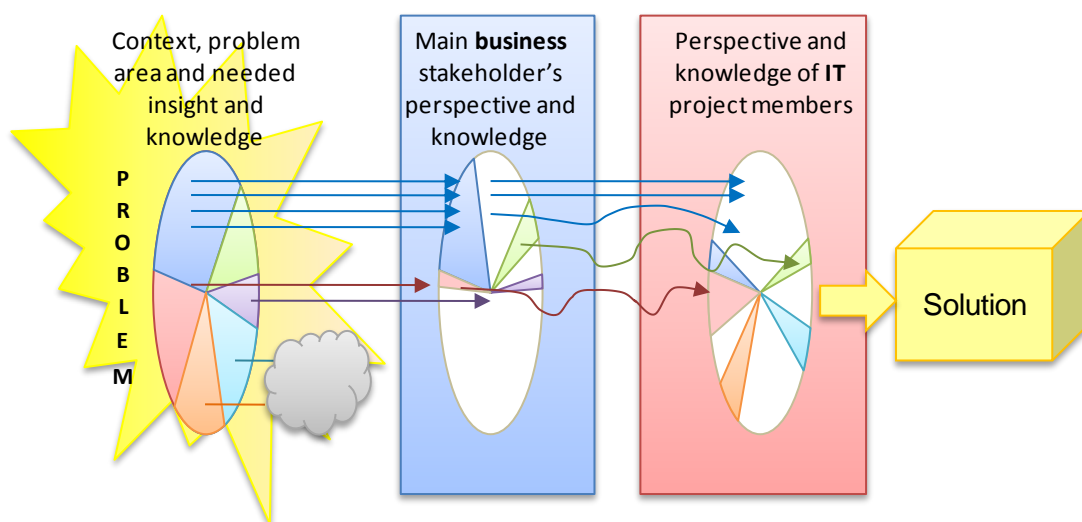 Context, problem
area and needed
insight and
knowledge
Main business
stakeholder's
perspective and
knowledge
Perspective and
knowledge of IT
project members
P
R
O
B
L
E
M
Solution